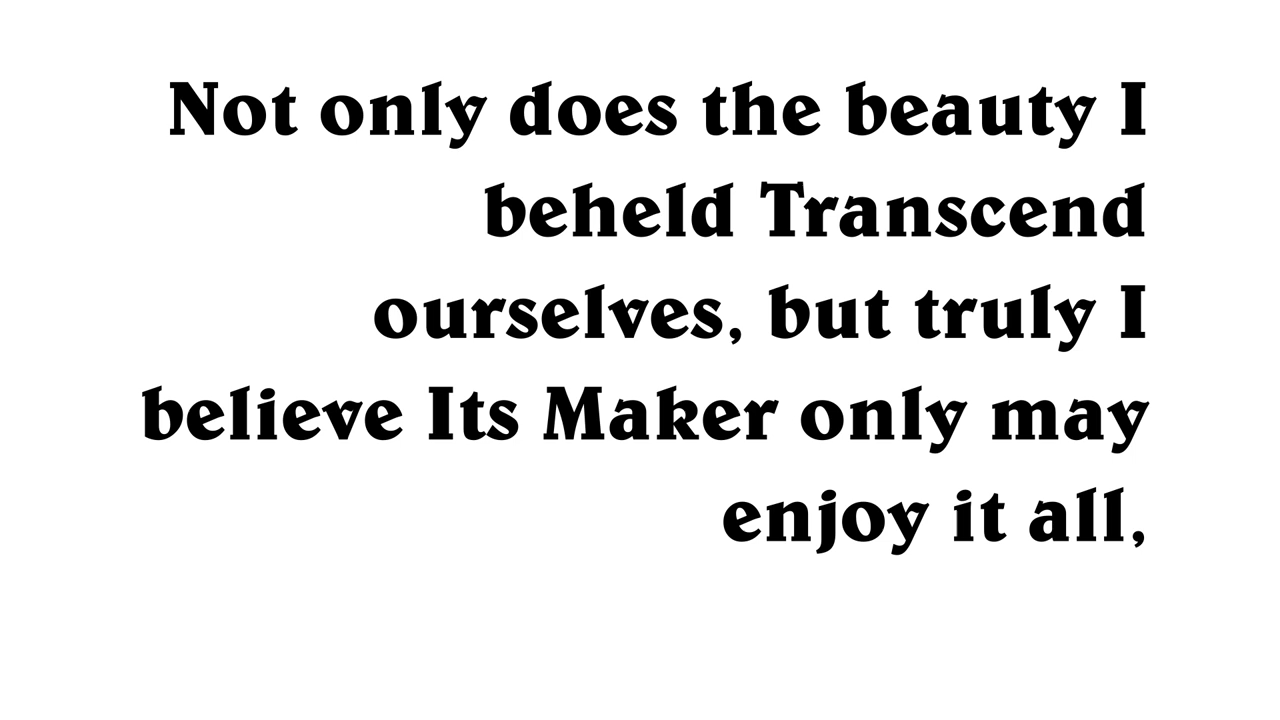 Not only does the beauty I
beheld Transcend
ourselves, but truly I
believe Its Maker only may
enjoy it all,